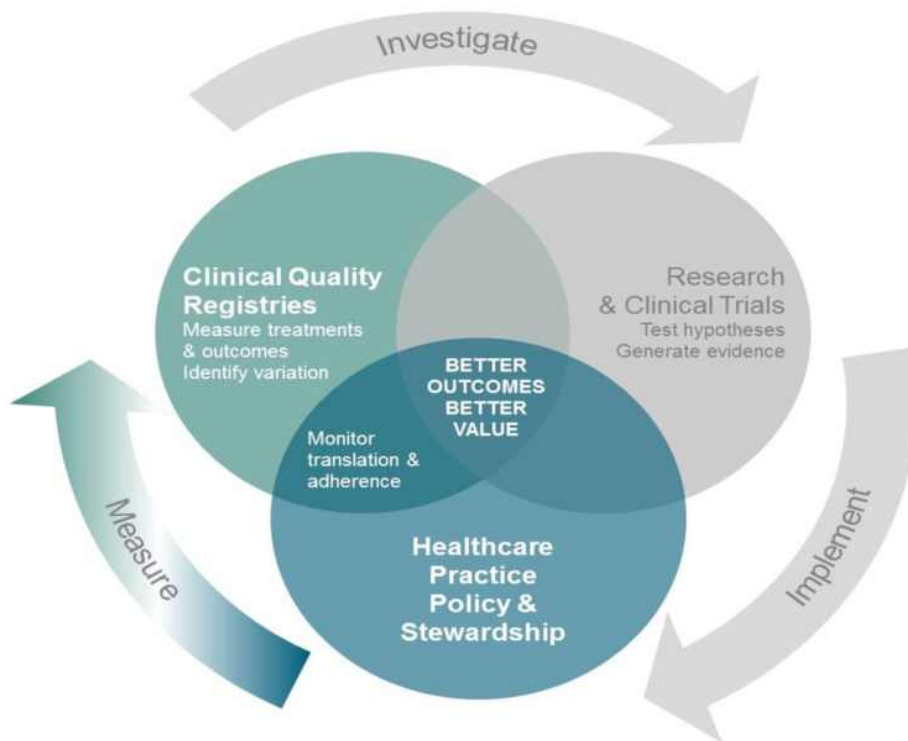 Investigate
Clinical Quality
Registries
Measure treatments
& outcomes
Identify variation
Research
& Clinical Trials
Test hypotheses
Generate evidence
BETTER
OUTCOMES
BETTER
VALUE
Monitor
translation &
adherence
Healthcare
Practice
Policy &
Stewardship
Measure
Implement